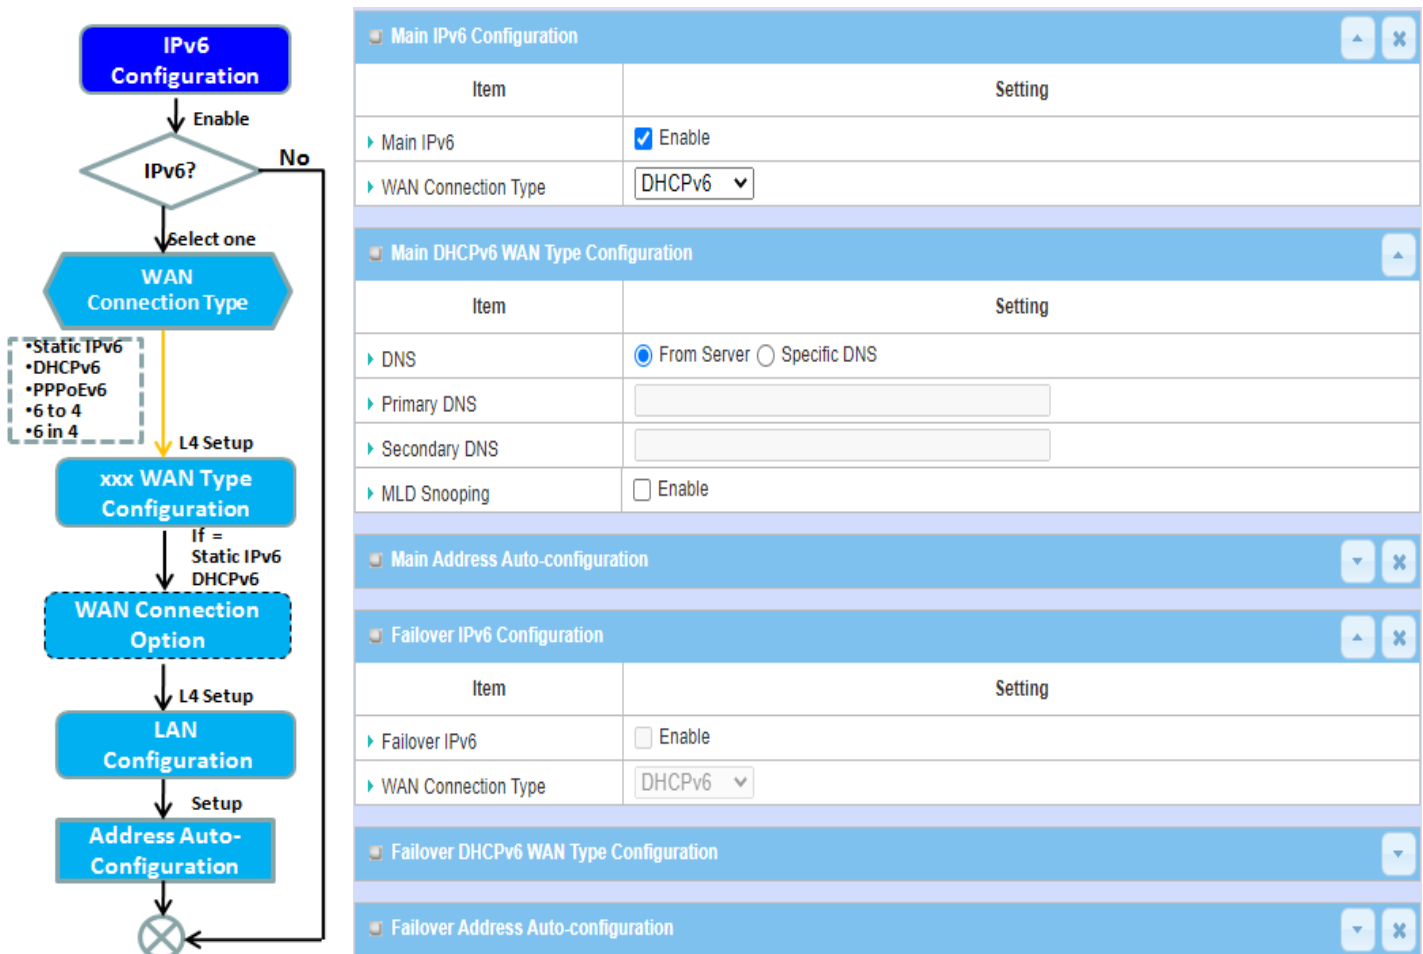 IPv6
Configuration
Enable
IPv6?
No
Select one
WAN
Connection Type
•Static IPv6
•DHCPv6
•PPPoEv6
•6 to 4
•6 in 4
L4 Setup
xxx WAN Type
Configuration
If =
Static IPv6
DHCPv6
WAN Connection
Option
L4 Setup
LAN
Configuration
Setup
Address Auto-
Configuration
Main IPv6 Configuration
Item Setting
Main IPv6 Enable
WAN Connection Type DHCPv6
Main DHCPv6 WAN Type Configuration
Item Setting
DNS From Server Specific DNS
Primary DNS
Secondary DNS
MLD Snooping Enable
Main Address Auto-configuration
Failover IPv6 Configuration
Item Setting
Failover IPv6 Enable
WAN Connection Type DHCPv6
Failover DHCPv6 WAN Type Configuration
Failover Address Auto-configuration